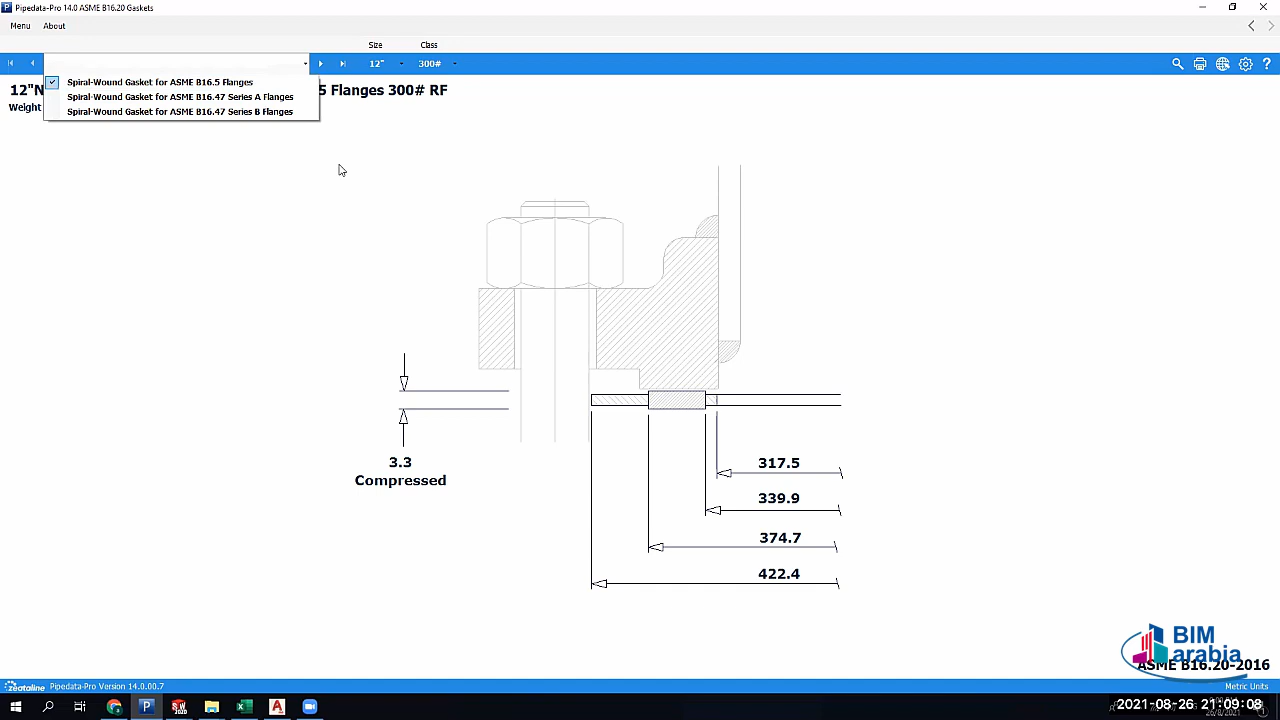 Pipedata-Pro 14.0 ASME B16.20 Gaskets
Menu About
Size Class
12" 300#
Spiral-Wound Gasket for ASME B16.5 Flanges
Spiral-Wound Gasket for ASME B16.47 Series A Flanges
Spiral-Wound Gasket for ASME B16.47 Series B Flanges
12"N
5 Flanges 300# RF
Weight
3.3
Compressed
317.5
339.9
374.7
422.4
BIM
arabia
ASME B16.20-2016
Zeataline Pipedata-Pro Version 14.0.00.7
Metric Units
2021-08-26 21:09:08